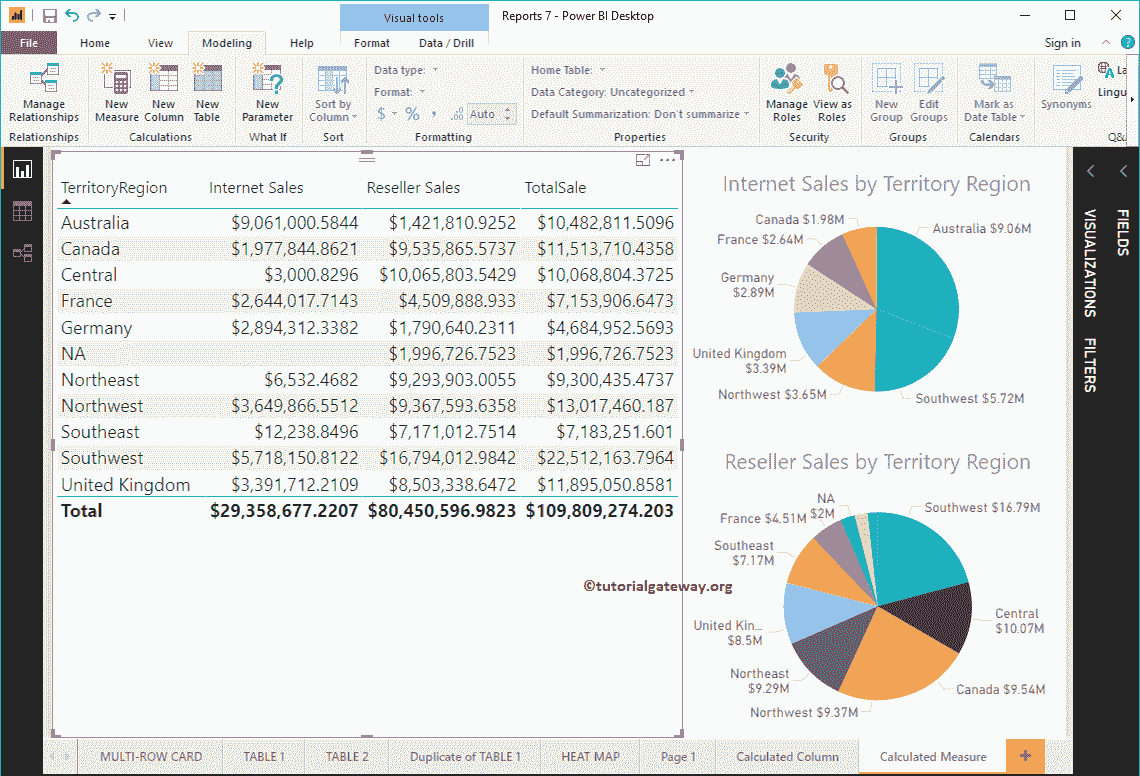 Visual tools
Reports 7 - Power BI Desktop
File Home View Modeling Help Format Data / Drill Sign in
Manage Relationships
New Measure
New Column
New Table
New Parameter
Sort by Column
Data type:
Format:
$ % , .00 Auto
Home Table:
Data Category: Uncategorized
Default Summarization: Don't summarize
Manage Roles
View as Roles
New Group
Edit Groups
Mark as Date Table
Synonyms
La
Lingu
Relationships Calculations What If Sort Formatting Properties Security Groups Calendars Q&
TerritoryRegion Internet Sales Reseller Sales TotalSale
Australia $9,061,000.5844 $1,421,810.9252 $10,482,811.5096
Canada $1,977,844.8621 $9,535,865.5737 $11,513,710.4358
Central $3,000.8296 $10,065,803.5429 $10,068,804.3725
France $2,644,017.7143 $4,509,888.933 $7,153,906.6473
Germany $2,894,312.3382 $1,790,640.2311 $4,684,952.5693
NA $1,996,726.7523 $1,996,726.7523
Northeast $6,532.4682 $9,293,903.0055 $9,300,435.4737
Northwest $3,649,866.5512 $9,367,593.6358 $13,017,460.187
Southeast $12,238.8496 $7,171,012.7514 $7,183,251.601
Southwest $5,718,150.8122 $16,794,012.9842 $22,512,163.7964
United Kingdom $3,391,712.2109 $8,503,338.6472 $11,895,050.8581
Total $29,358,677.2207 $80,450,596.9823 $109,809,274.203
©tutorialgateway.org
Internet Sales by Territory Region
Canada $1.98M
Australia $9.06M
France $2.64M
Germany
$2.89M
United Kingdom
$3.39M
Northwest $3.65M
Southwest $5.72M
Reseller Sales by Territory Region
NA
$2M
Southwest $16.79M
France $4.51M
Southeast
$7.17M
Central
$10.07M
United Kin...
$8.5M
Northeast
$9.29M
Canada $9.54M
Northwest $9.37M
VISUALIZATIONS
FILTERS
FIELDS
MULTI-ROW CARD TABLE 1 TABLE 2 Duplicate of TABLE 1 HEAT MAP Page 1 Calculated Column Calculated Measure